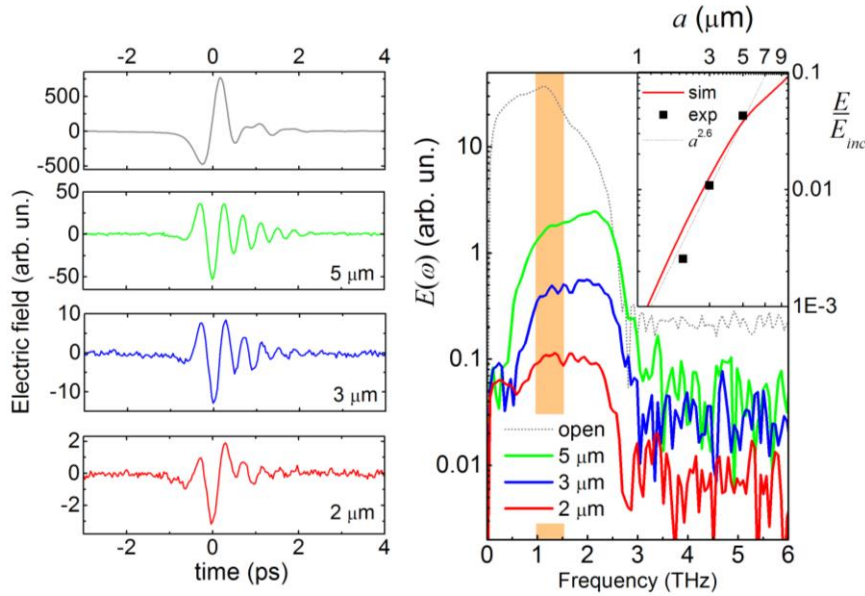 -2 0 2 4
500
0
-500
50
0
-50
5 μm
10
0
-10
3 μm
2
0
-2
2 μm
-2 0 2 4
time (ps)
Electric field (arb. un.)
a (μm)
1 3 5 7 9
10
1
0.1
0.01
E(ω) (arb. un.)
sim
exp
a^2.6
0.1
0.01
1E-3
E/E_inc
open
5 μm
3 μm
2 μm
0 1 2 3 4 5 6
Frequency (THz)